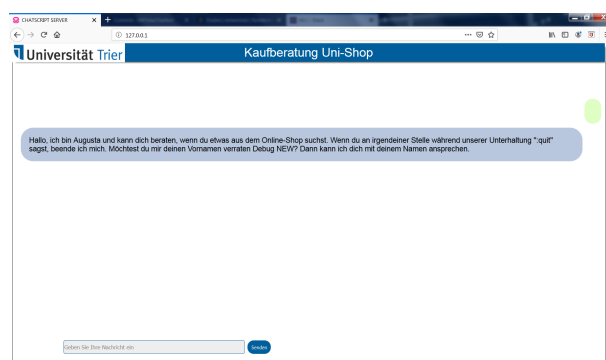 CHATSCRIPT SERVER
127.0.0.1
Universität Trier
Kaufberatung Uni-Shop
Hallo, ich bin Augusta und kann dich beraten, wenn du etwas aus dem Online-Shop suchst. Wenn du an irgendeiner Stelle während unserer Unterhaltung ":quit"
sagst, beende ich mich. Möchtest du mir deinen Vornamen verraten Debug NEW? Dann kann ich dich mit deinem Namen ansprechen.
Geben Sie Ihre Nachricht ein
Senden